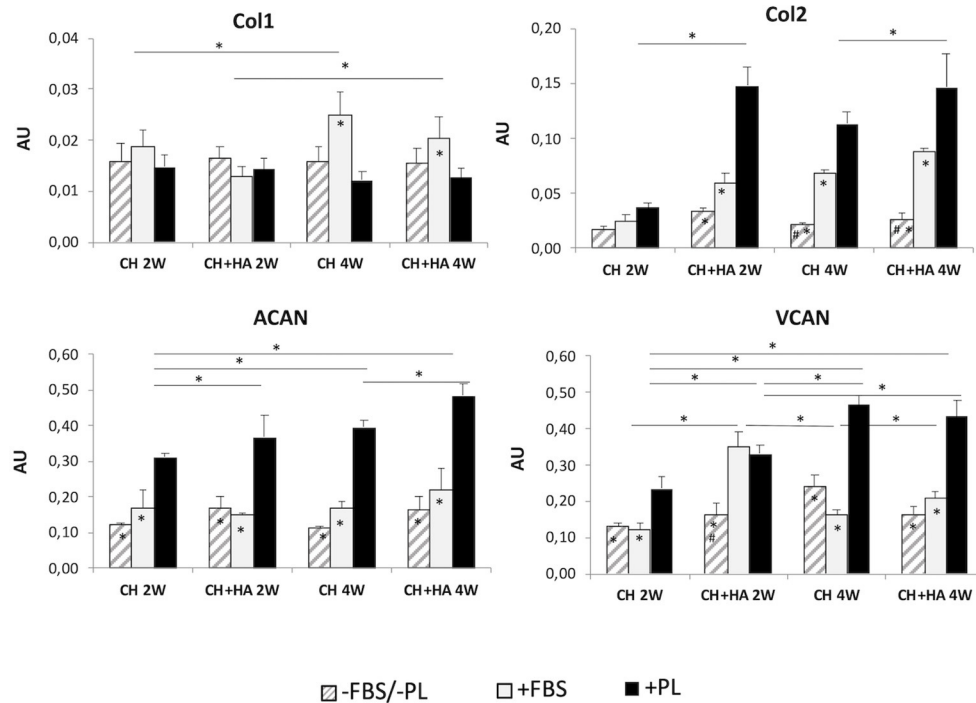 Col1
*
0,04
*
0,03
*
*
AU
0,02
0,01
0,00
CH 2W CH+HA 2W CH 4W CH+HA 4W
Col2
0,20
* *
0,15
AU
0,10
0,05
* * # * * # * *
0,00
CH 2W CH+HA 2W CH 4W CH+HA 4W
ACAN
0,60
*
*
0,50
* *
0,40
AU
0,30
0,20
0,10
* * * * * * * *
0,00
CH 2W CH+HA 2W CH 4W CH+HA 4W
VCAN
0,60
*
*
* *
0,50
*
* * *
0,40
AU
0,30
0,20
0,10
* * * # * * * *
0,00
CH 2W CH+HA 2W CH 4W CH+HA 4W
-FBS/-PL +FBS +PL